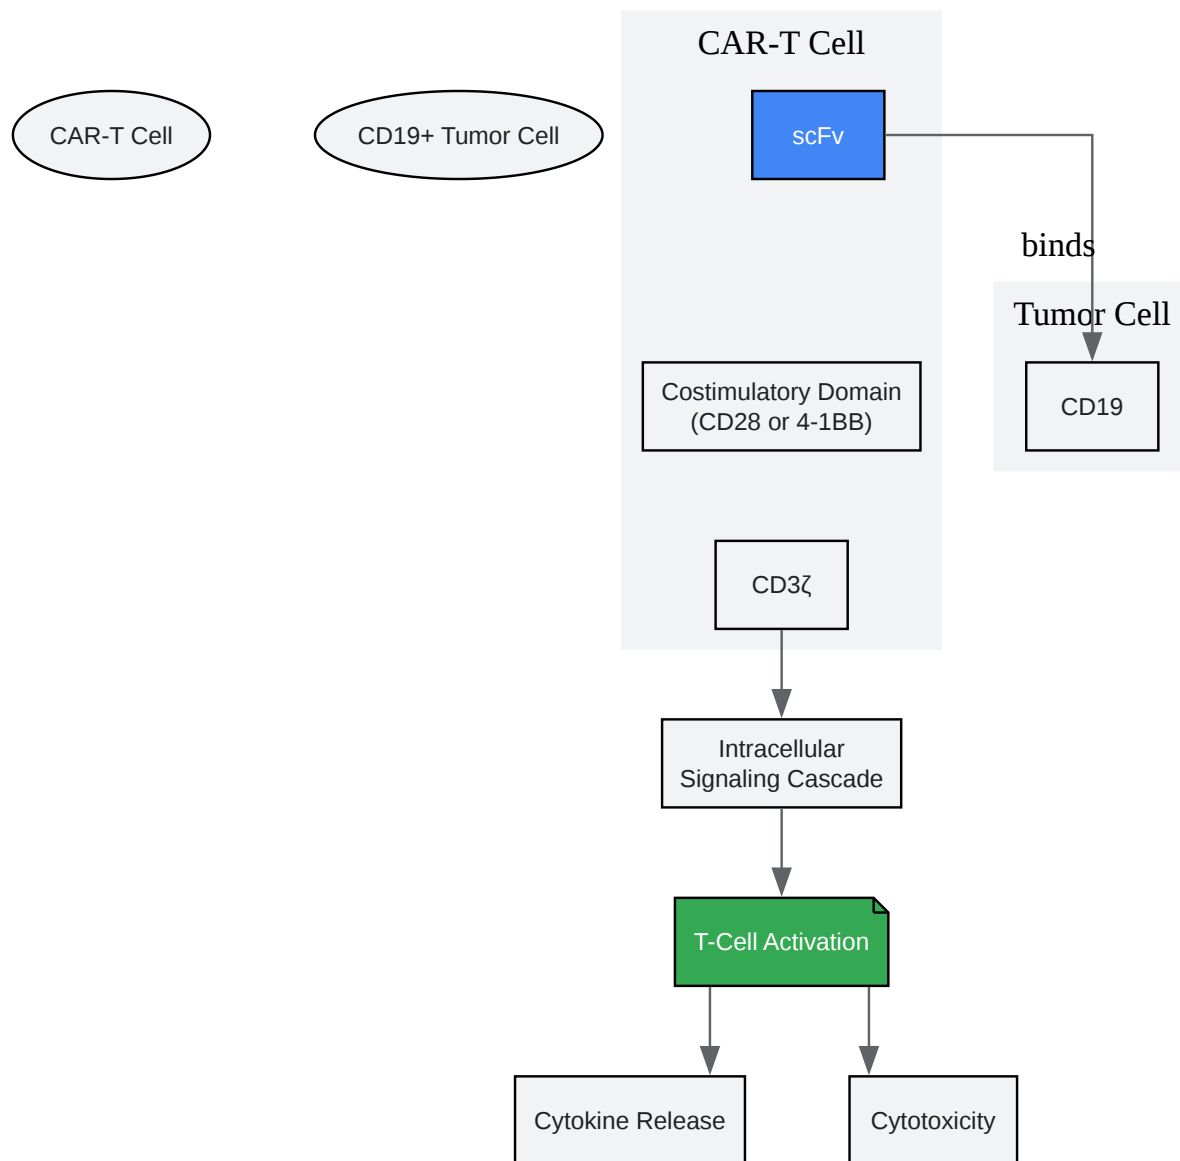 CAR-T Cell
CAR-T Cell
CD19+ Tumor Cell
scFv
binds
Tumor Cell
Costimulatory Domain
(CD28 or 4-1BB)
CD19
CD3ζ
Intracellular
Signaling Cascade
T-Cell Activation
Cytokine Release
Cytotoxicity